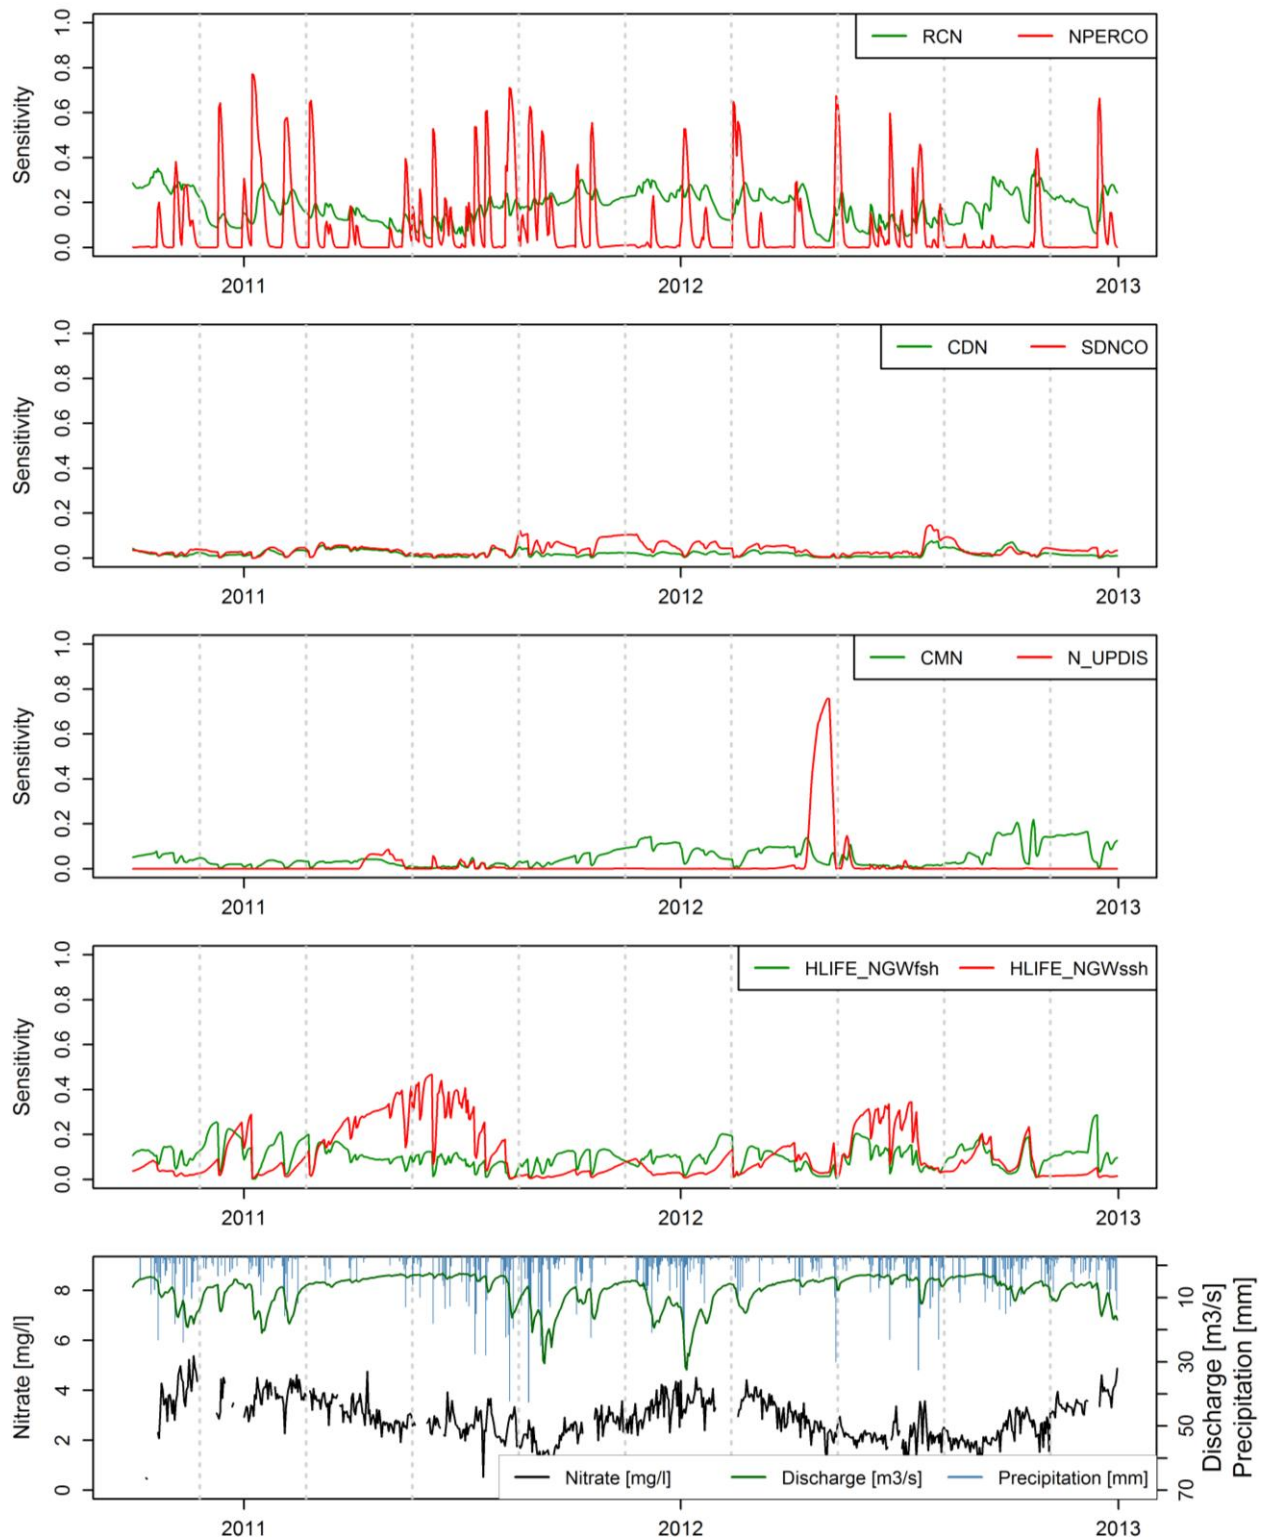 RCN NPERCO
Sensitivity
0.0 0.2 0.4 0.6 0.8 1.0
2011 2012 2013
CDN SDNCO
Sensitivity
0.0 0.2 0.4 0.6 0.8 1.0
2011 2012 2013
CMN N_UPDIS
Sensitivity
0.0 0.2 0.4 0.6 0.8 1.0
2011 2012 2013
HLIFE_NGWfsh HLIFE_NGWssh
Sensitivity
0.0 0.2 0.4 0.6 0.8 1.0
2011 2012 2013
Nitrate [mg/l]
0 2 4 6 8
10 30 50 70
Discharge [m3/s]
Precipitation [mm]
Nitrate [mg/l] Discharge [m3/s] Precipitation [mm]
2011 2012 2013